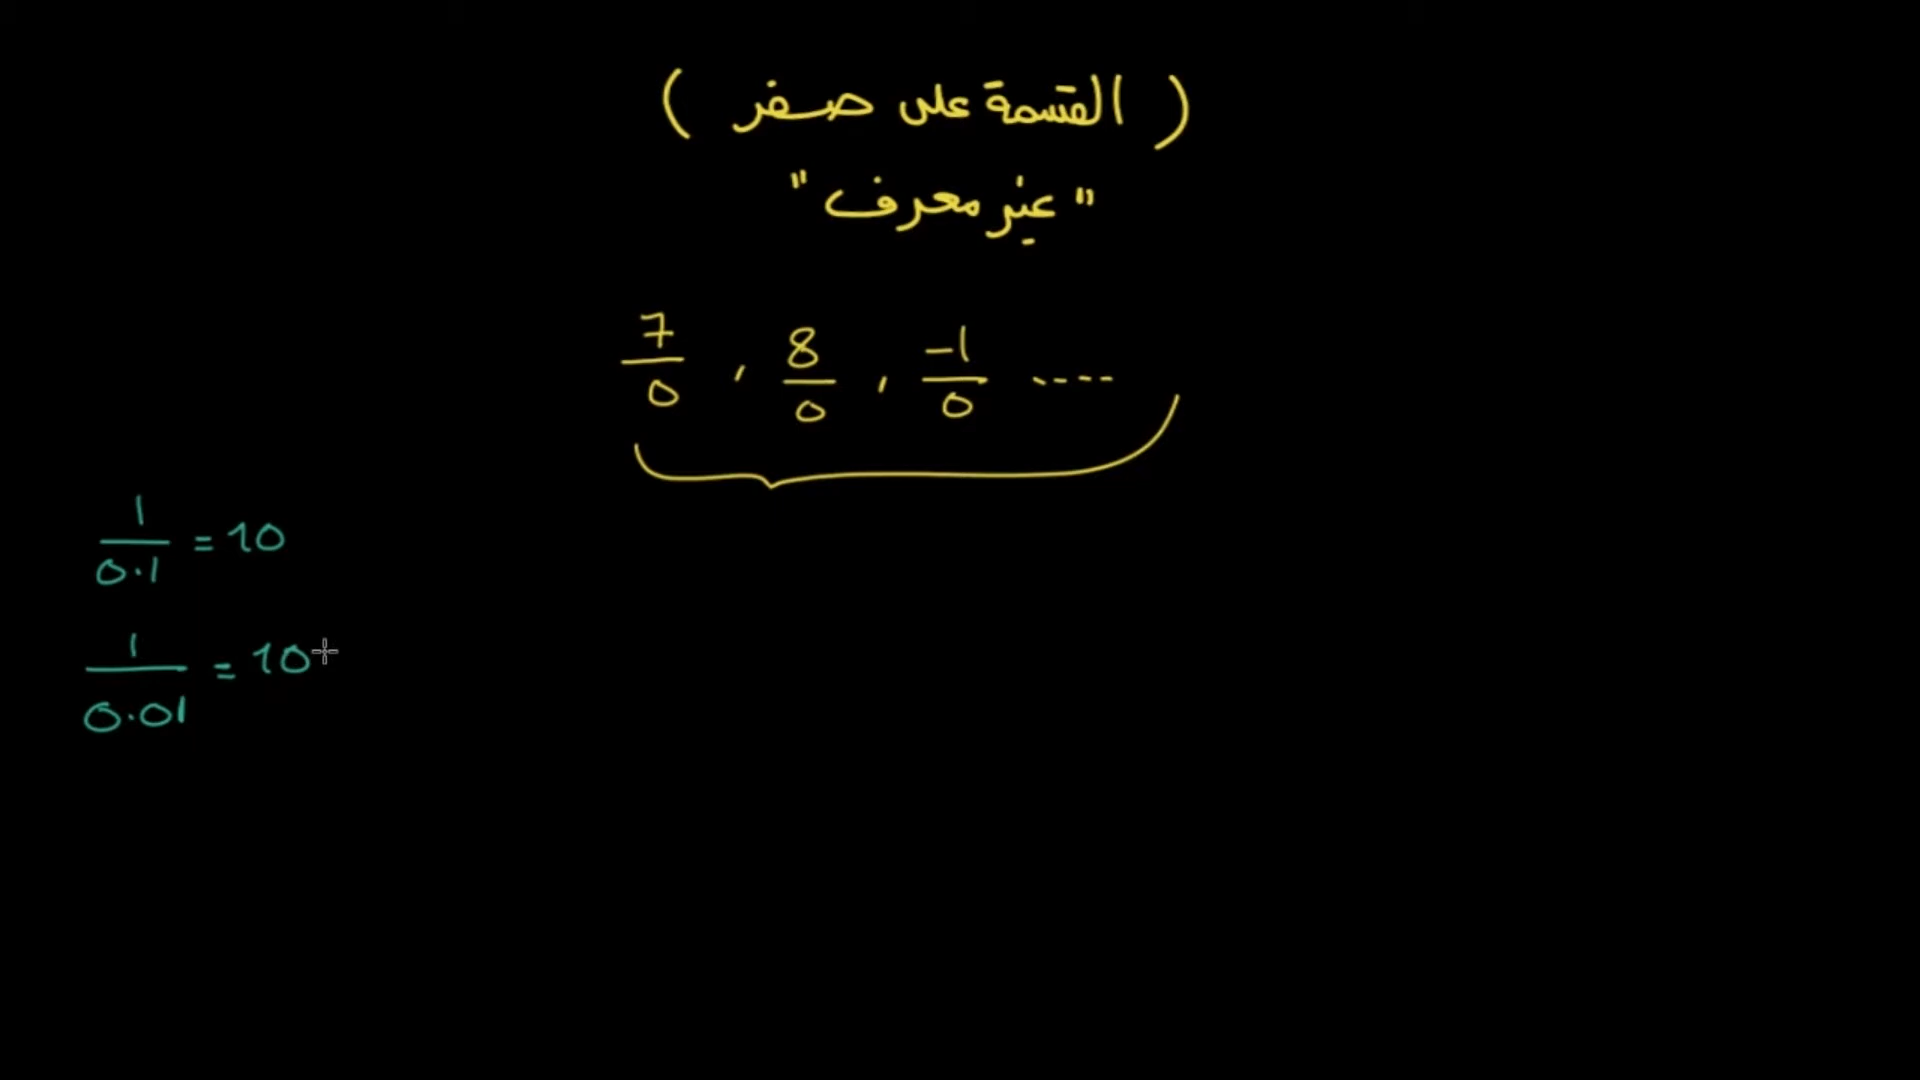 ( القسمة على صفر )
"غير معرف"
7/0 , 8/0 , -1/0 ....
1/0.1 = 10
1/0.01 = 10